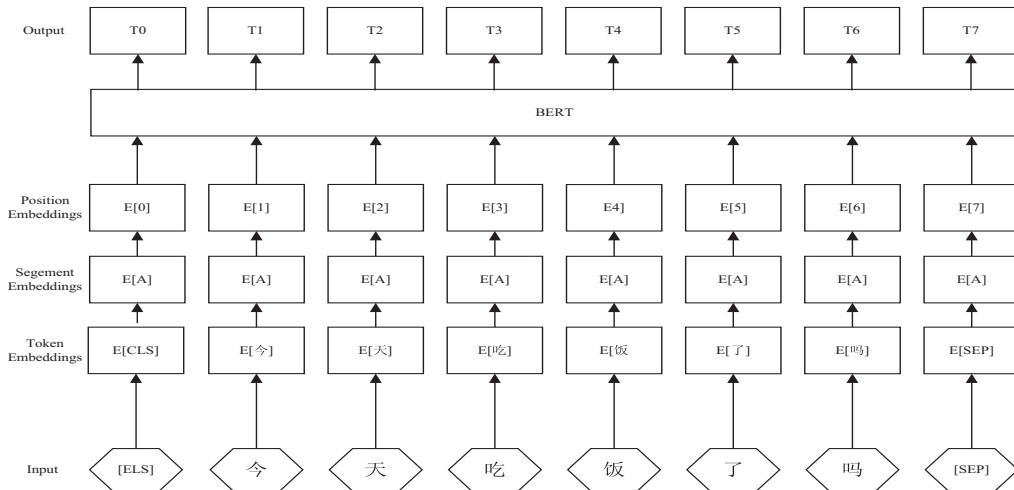 Output T0 T1 T2 T3 T4 T5 T6 T7
BERT
Position
Embeddings
E[0] E[1] E[2] E[3] E4] E[5] E[6] E[7]
Segement
Embeddings
E[A] E[A] E[A] E[A] E[A] E[A] E[A] E[A]
Token
Embeddings
E[CLS] E[今] E[天] E[吃] E[饭 E[了] E[吗] E[SEP]
Input [ELS] 今 天 吃 饭 了 吗 [SEP]